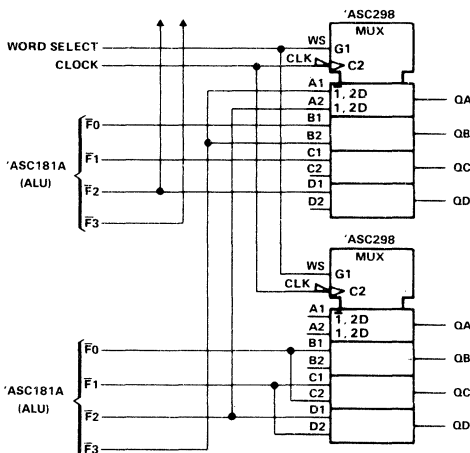 'ASC298
MUX
WORD SELECT
WS
G1
CLOCK
CLK
C2
A1
1, 2D
A2
1, 2D
QA
B1
B2
QB
C1
C2
QC
D1
D2
QD
'ASC181A
(ALU)
F̅0
F̅1
F̅2
F̅3
'ASC298
MUX
WS
G1
CLK
C2
A1
1, 2D
A2
1, 2D
QA
B1
B2
QB
C1
C2
QC
D1
D2
QD
'ASC181A
(ALU)
F̅0
F̅1
F̅2
F̅3